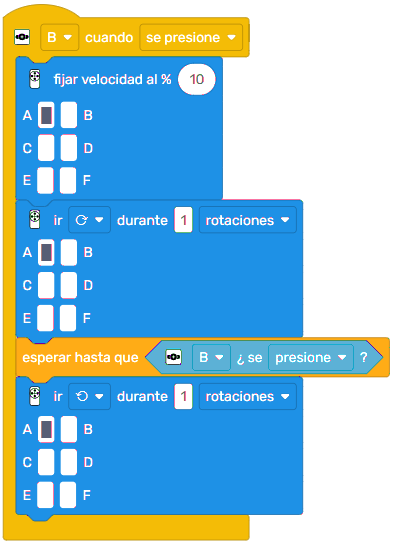 B cuando se presione
fijar velocidad al % 10
A B
C D
E F
ir durante 1 rotaciones
A B
C D
E F
esperar hasta que B ¿ se presione ?
ir durante 1 rotaciones
A B
C D
E F